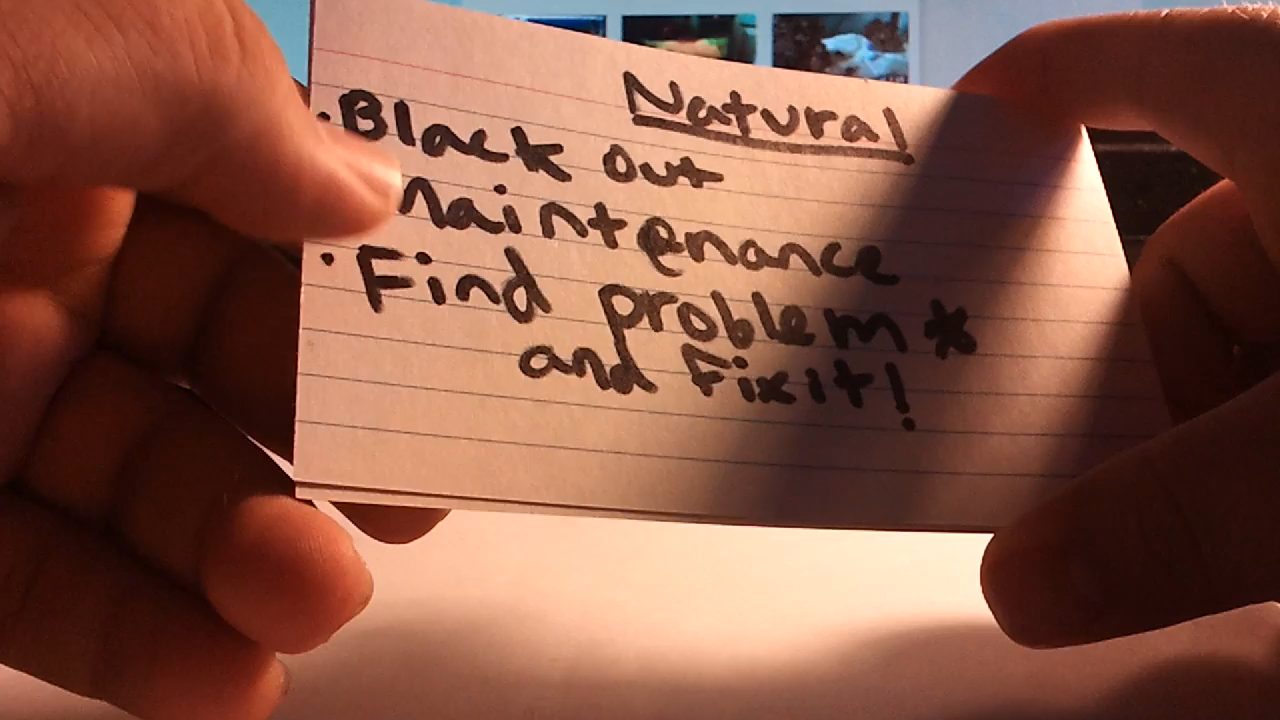 Natural
• Black Out
Maintenance
• Find problem *
and Fix it!